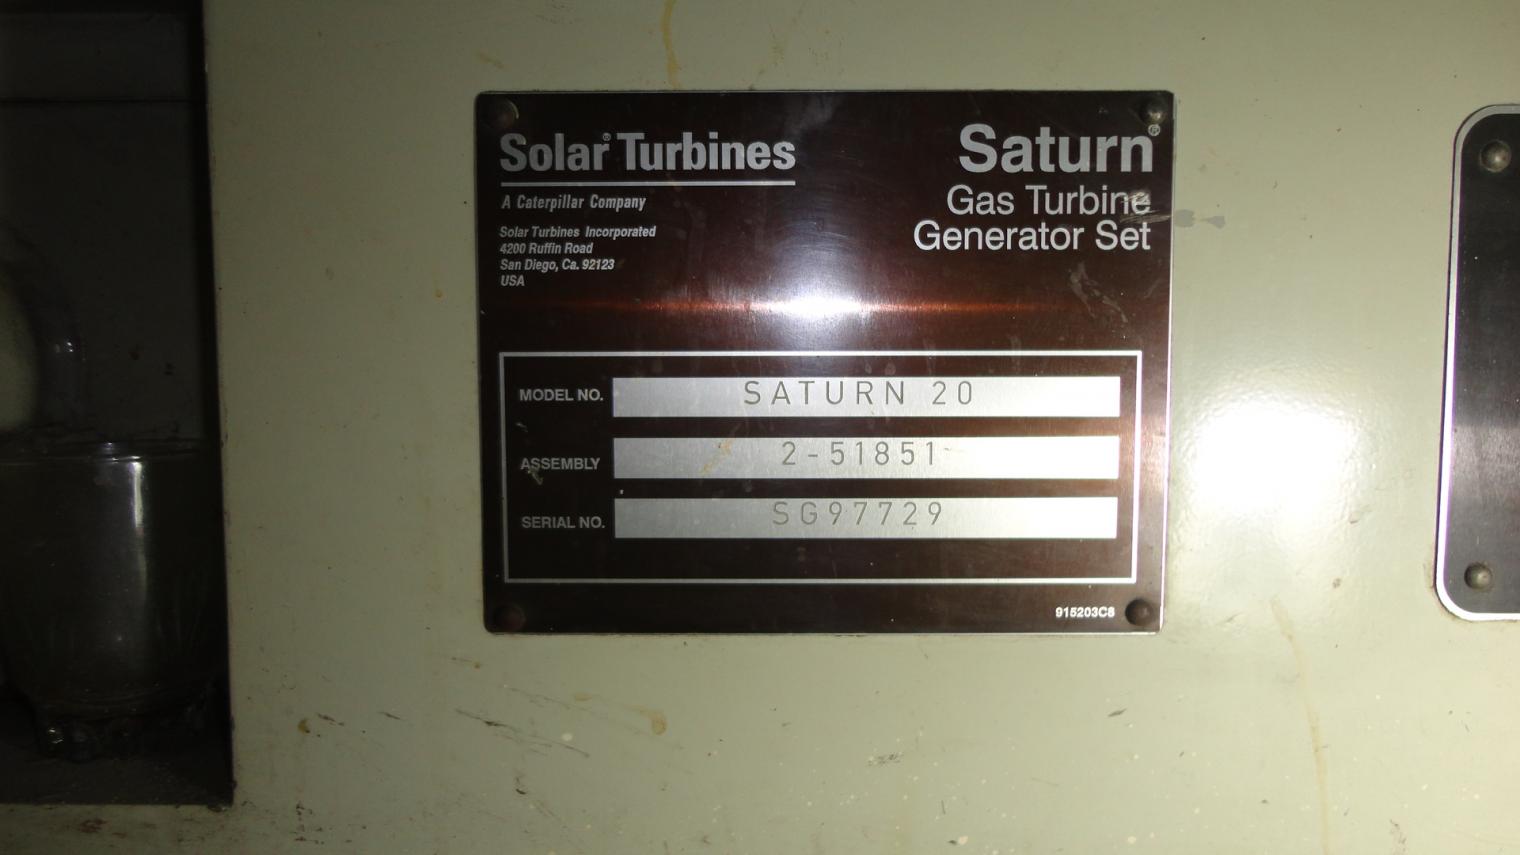 Solar® Turbines
A Caterpillar Company
Solar Turbines Incorporated
4200 Ruffin Road
San Diego, Ca. 92123
USA
Saturn®
Gas Turbine
Generator Set
MODEL NO. SATURN 20
ASSEMBLY 2-51851
SERIAL NO. SG97729
915203C8